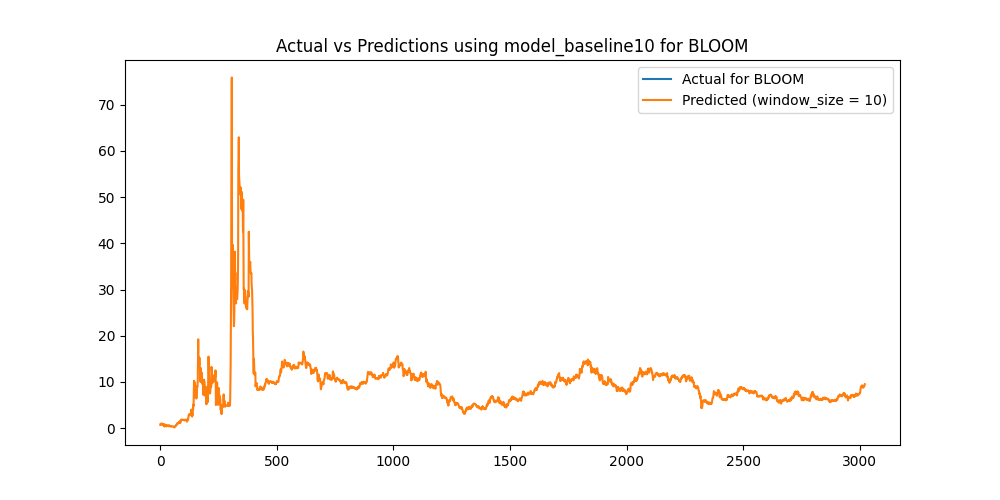 Actual vs Predictions using model_baseline10 for BLOOM
Actual for BLOOM
Predicted (window_size = 10)
70
60
50
40
30
20
10
0
0 500 1000 1500 2000 2500 3000